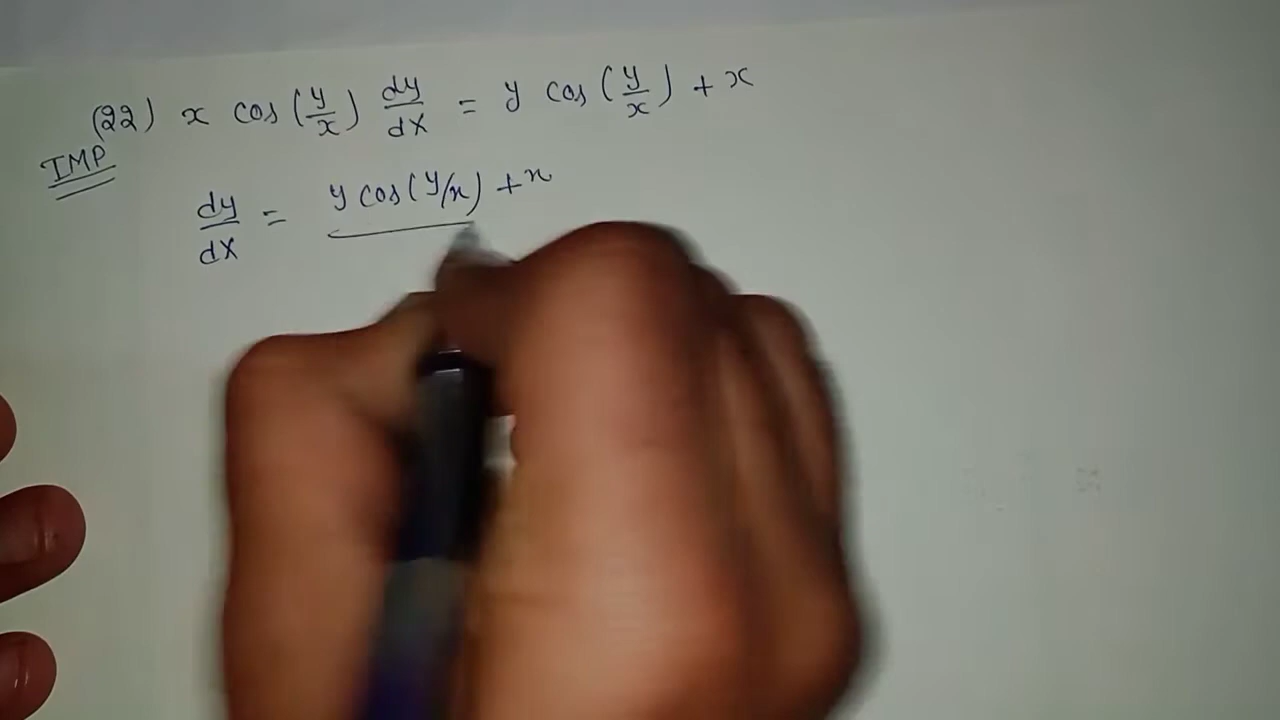 (22) x cos(y/x) dy/dx = y cos(y/x) + x
IMP
dy/dx = y cos(y/x) + x